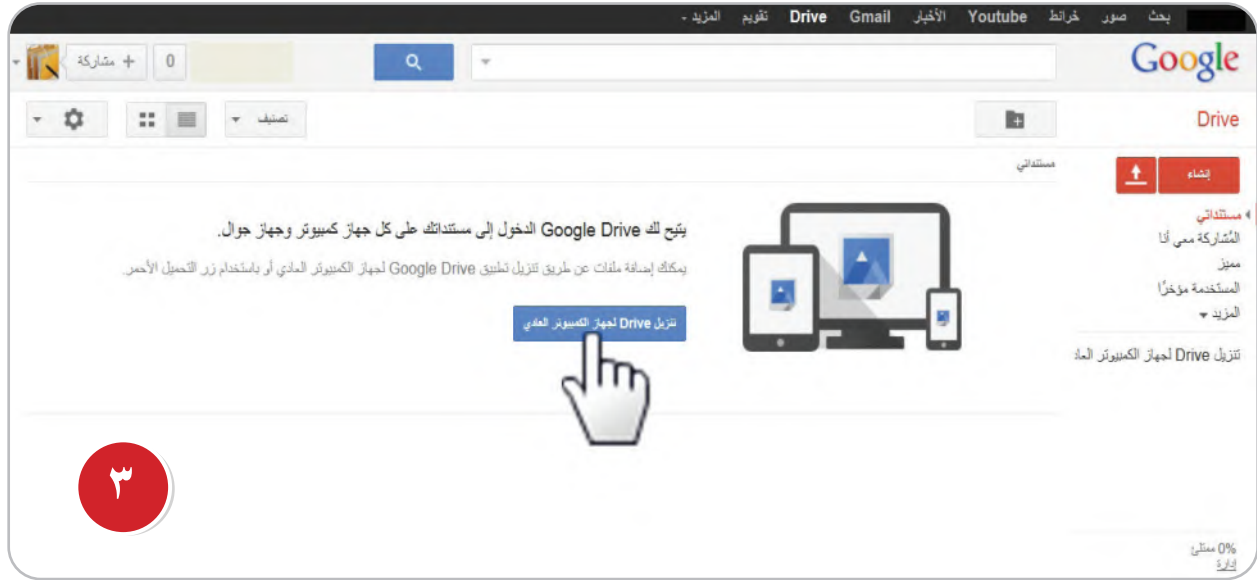 بحث صور خرائط Youtube الأخبار Gmail Drive تقويم المزيد
Google
0
+ مشاركة
Drive
تصنيف
إنشاء
مستنداتي
مستنداتي
المُشاركة معي أنا
مميز
المستخدمة مؤخرًا
المزيد
تنزيل Drive لجهاز الكمبيوتر العاد
يتيح لك Google Drive الدخول إلى مستنداتك على كل جهاز كمبيوتر وجهاز جوال.
يمكنك إضافة ملفات عن طريق تنزيل تطبيق Google Drive لجهاز الكمبيوتر العادي أو باستخدام زر التحميل الأحمر.
تنزيل Drive لجهاز الكمبيوتر العادي
٣
0% ممتلئ
إدارة